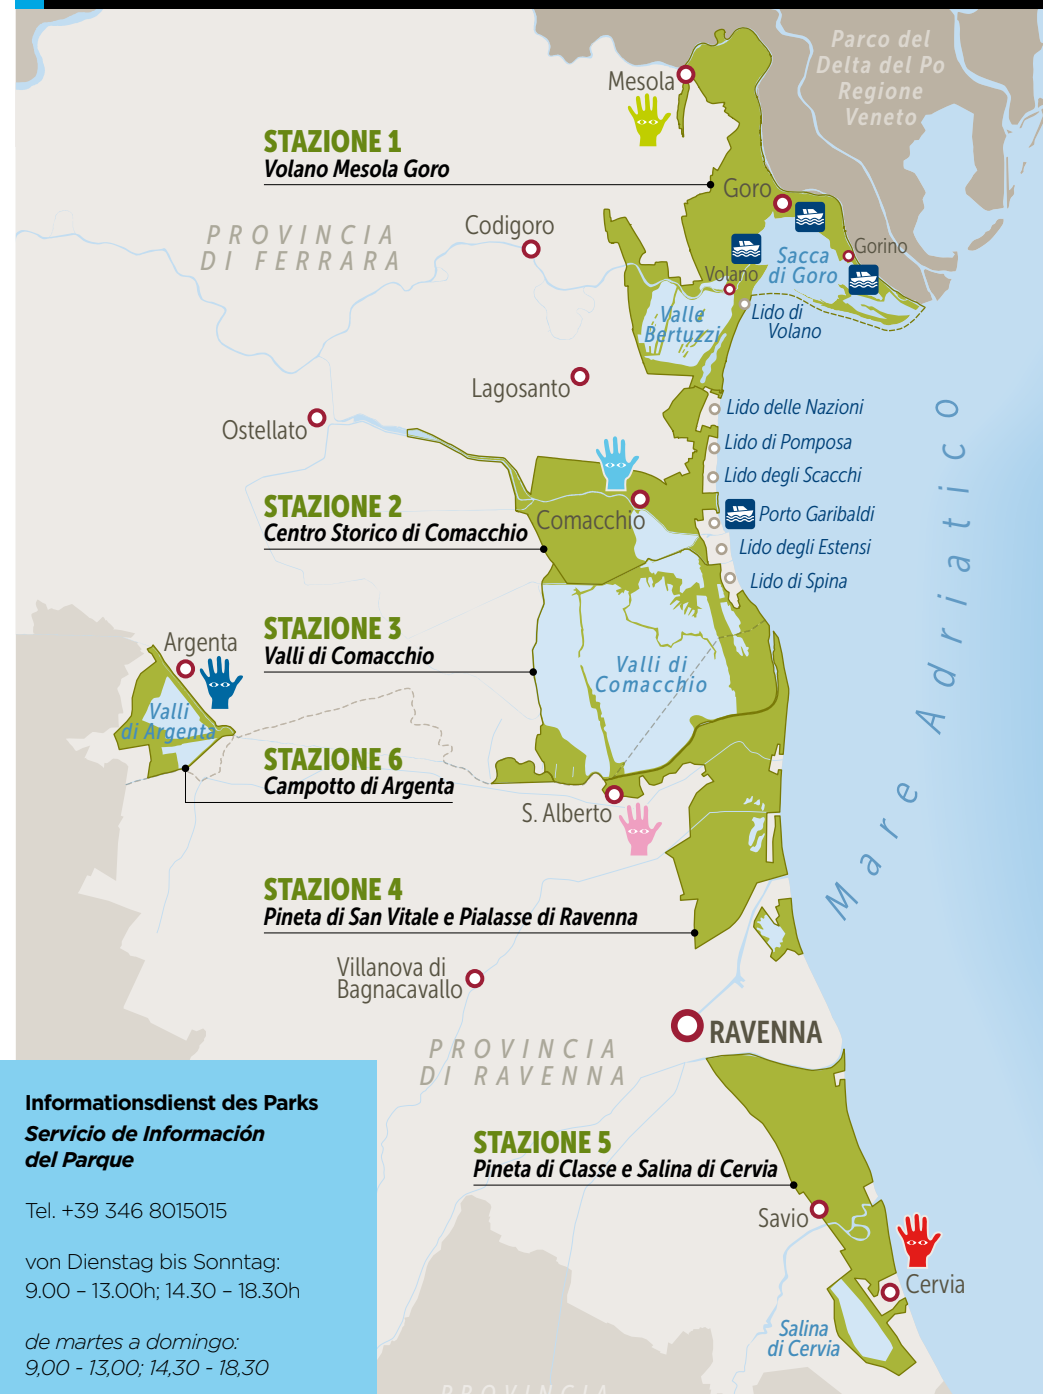 Parco del
Delta del Po
Regione
Veneto
Mesola
STAZIONE 1
Volano Mesola Goro
Goro
Codigoro
PROVINCIA
DI FERRARA
Gorino
Sacca
di Goro
Volano
Lido di
Volano
Valle
Bertuzzi
Lagosanto
Lido delle Nazioni
Ostellato
Lido di Pomposa
Lido degli Scacchi
STAZIONE 2
Centro Storico di Comacchio
Comacchio
Porto Garibaldi
Lido degli Estensi
Lido di Spina
Mare Adriatico
STAZIONE 3
Valli di Comacchio
Argenta
Valli di
Comacchio
Valli
di Argenta
STAZIONE 6
Campotto di Argenta
S. Alberto
STAZIONE 4
Pineta di San Vitale e Pialasse di Ravenna
Villanova di
Bagnacavallo
RAVENNA
PROVINCIA
DI RAVENNA
STAZIONE 5
Pineta di Classe e Salina di Cervia
Savio
Cervia
Salina
di Cervia
Informationsdienst des Parks
Servicio de Información
del Parque
Tel. +39 346 8015015
von Dienstag bis Sonntag:
9.00 – 13.00h; 14.30 – 18.30h
de martes a domingo:
9,00 - 13,00; 14,30 - 18,30
PROVINCIA